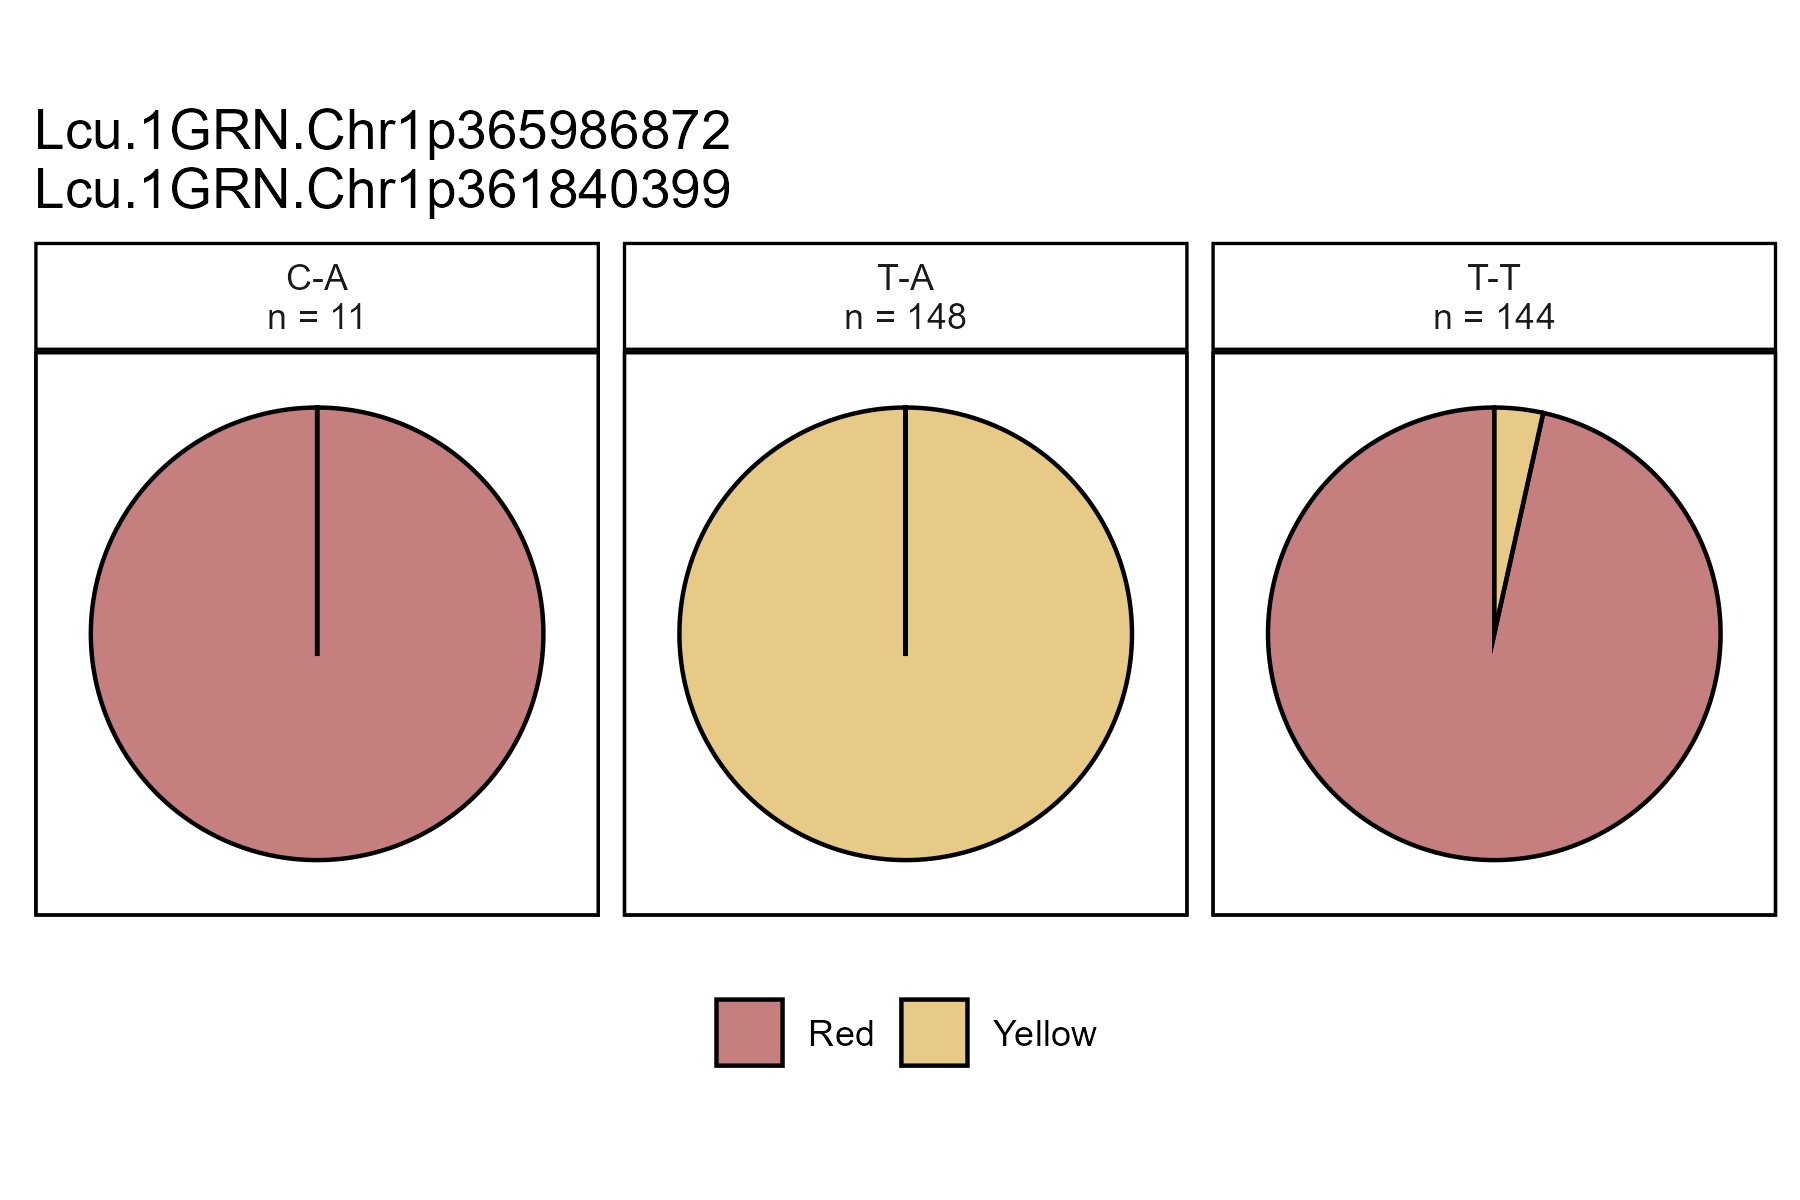 Lcu.1GRN.Chr1p365986872
Lcu.1GRN.Chr1p361840399
C-A
n = 11
T-A
n = 148
T-T
n = 144
Red
Yellow